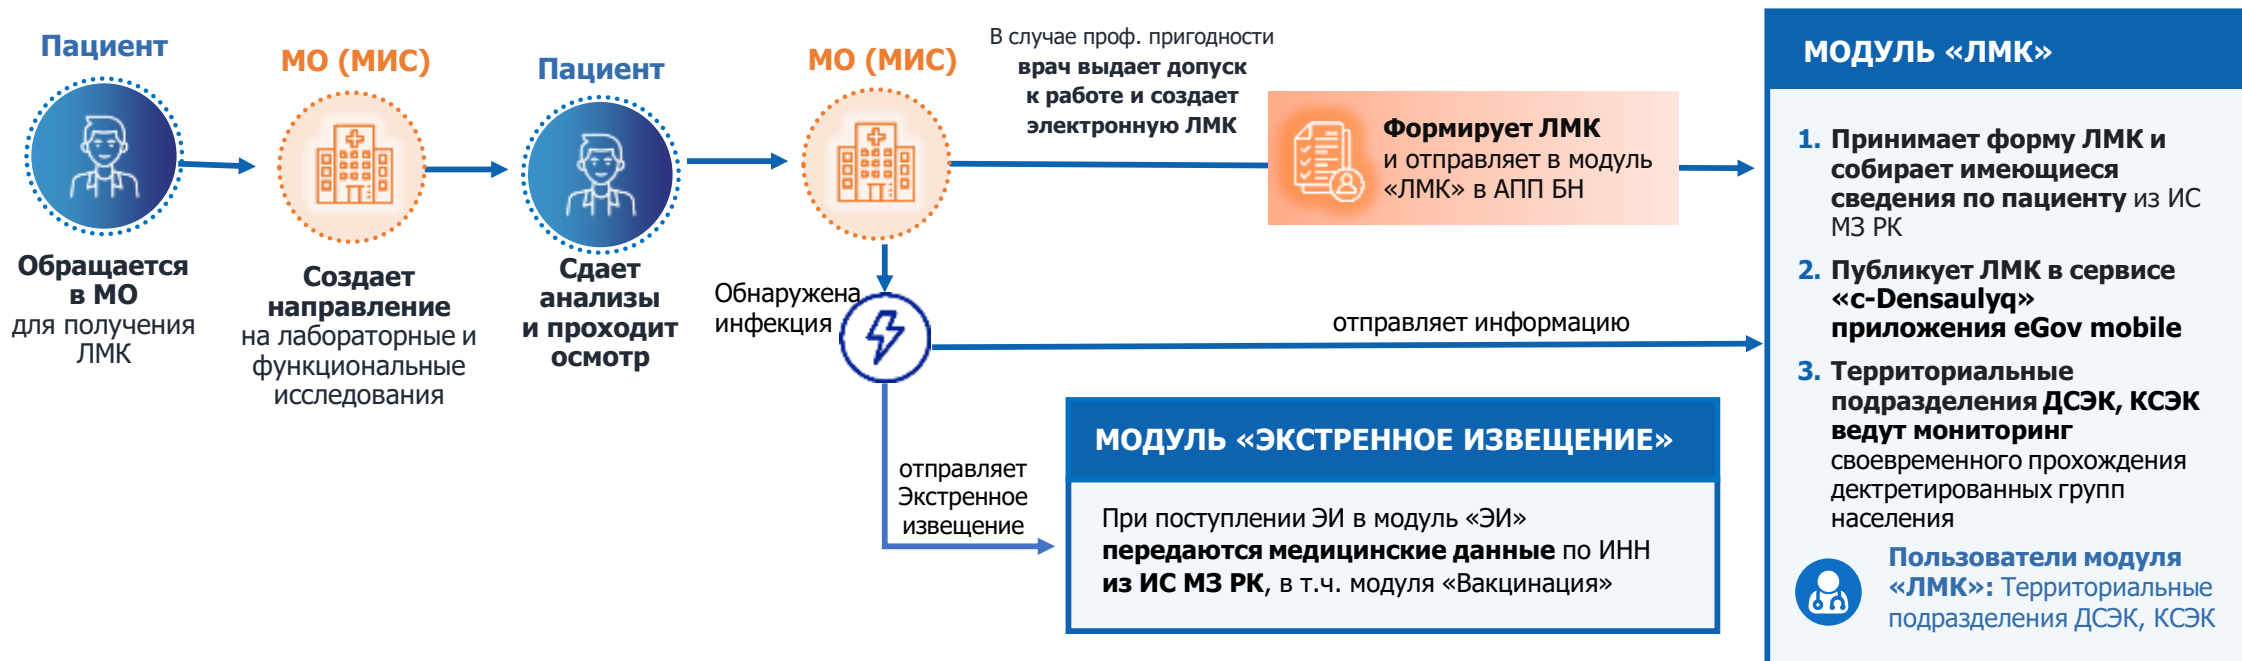 Пациент
Обращается
в МО
для получения
ЛМК
МО (МИС)
Создает
направление
на лабораторные и
функциональные
исследования
Пациент
Сдает
анализы
и проходит
осмотр
МО (МИС)
В случае проф. пригодности
врач выдает допуск
к работе и создает
электронную ЛМК
Формирует ЛМК
и отправляет в модуль
«ЛМК» в АПП БН
Обнаружена
инфекция
отправляет информацию
отправляет
Экстренное
извещение
МОДУЛЬ «ЭКСТРЕННОЕ ИЗВЕЩЕНИЕ»
При поступлении ЭИ в модуль «ЭИ»
передаются медицинские данные по ИНН
из ИС МЗ РК, в т.ч. модуля «Вакцинация»
МОДУЛЬ «ЛМК»
1. Принимает форму ЛМК и
собирает имеющиеся
сведения по пациенту из ИС
МЗ РК
2. Публикует ЛМК в сервисе
«c-Densaulyq»
приложения eGov mobile
3. Территориальные
подразделения ДСЭК, КСЭК
ведут мониторинг
своевременного прохождения
дектретированных групп
населения
Пользователи модуля
«ЛМК»: Территориальные
подразделения ДСЭК, КСЭК